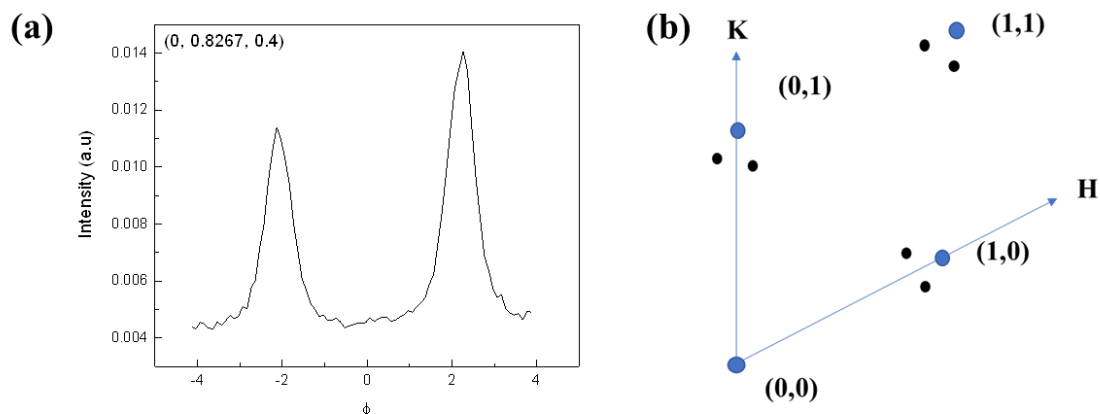 (a)
(0, 0.8267, 0.4)
0.014
0.012
0.010
0.008
0.006
0.004
Intensity (a.u)
-4
-2
0
2
4
ϕ
(b)
K
(1,1)
(0,1)
H
(1,0)
(0,0)